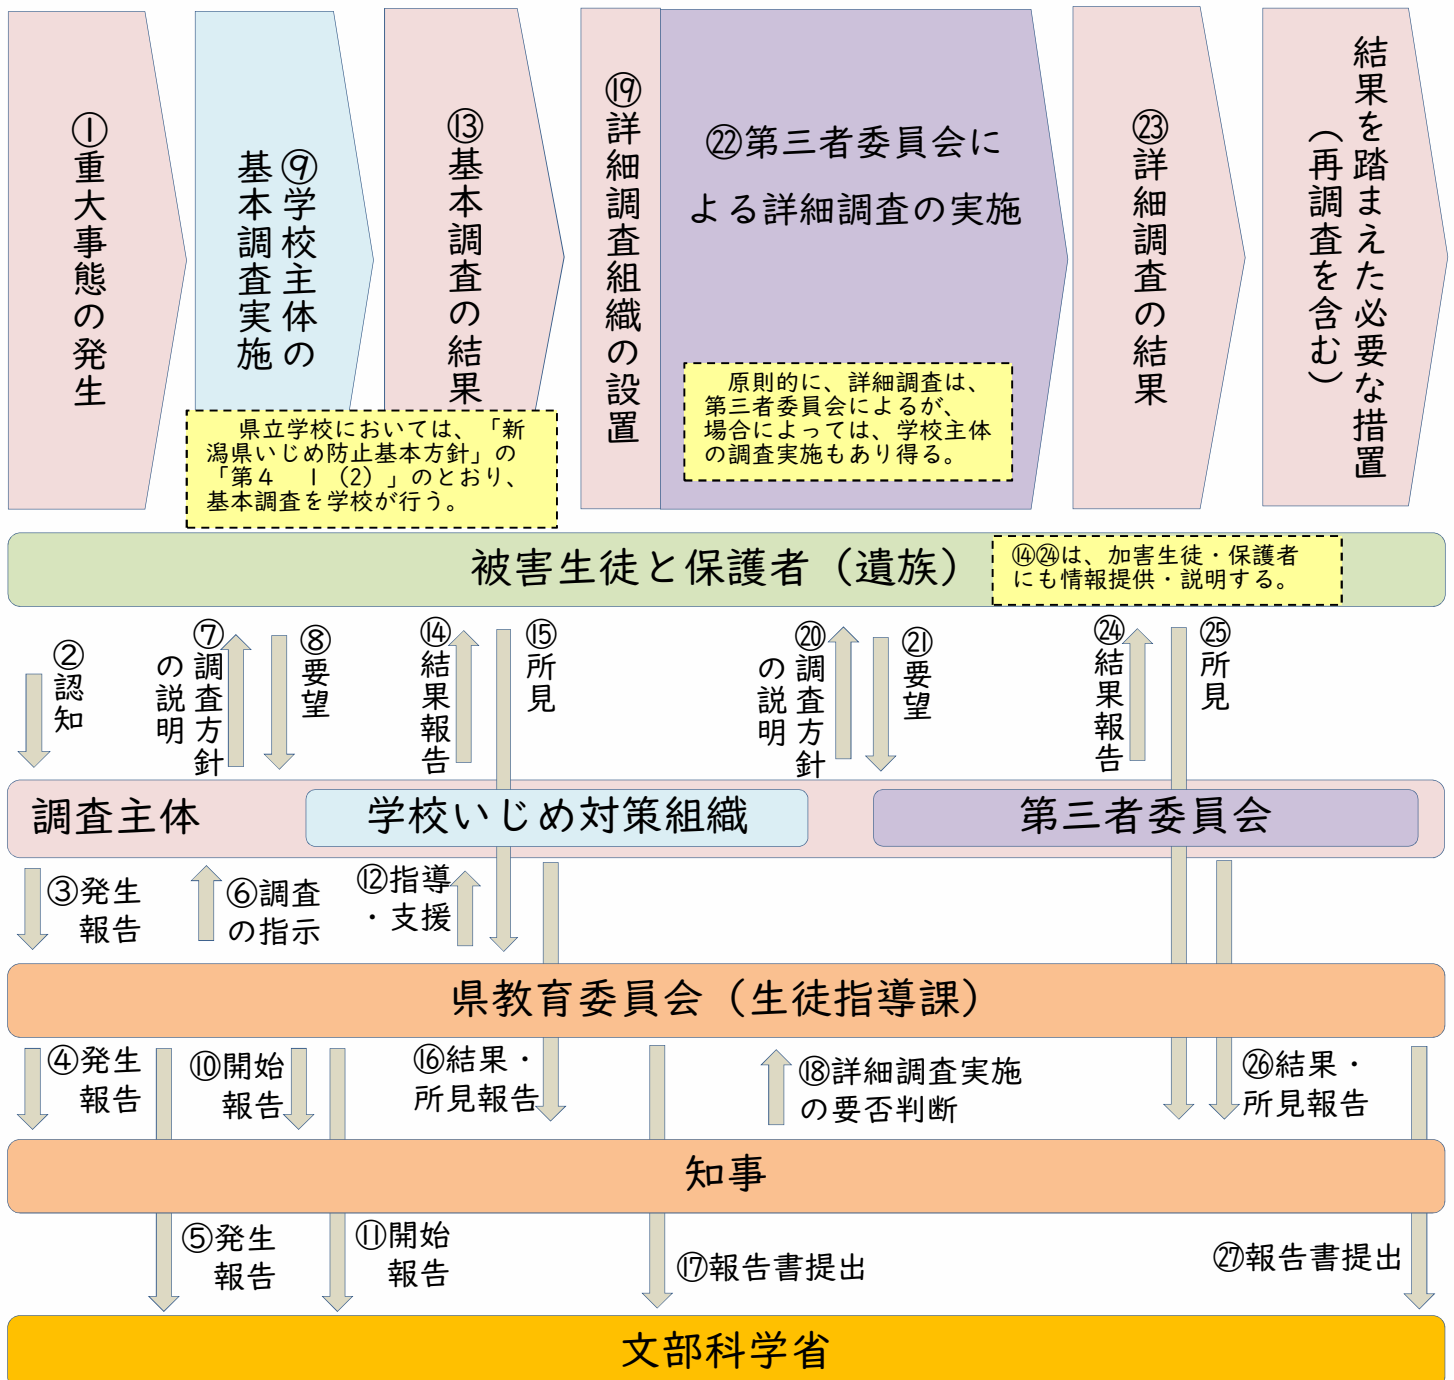 ①重大事態の発生
⑨学校主体の
基本調査実施
⑬基本調査の結果
⑲詳細調査組織の設置
㉒第三者委員会に
よる詳細調査の実施
㉓詳細調査の結果
結果を踏まえた必要な措置
（再調査を含む）
県立学校においては、「新
潟県いじめ防止基本方針」の
「第４　１（2）」のとおり、
基本調査を学校が行う。
原則的に、詳細調査は、
第三者委員会によるが、
場合によっては、学校主体
の調査実施もあり得る。
被害生徒と保護者（遺族）
⑭㉔は、加害生徒・保護者
にも情報提供・説明する。
②認知
⑦調査方針
の説明
⑧要望
⑭結果報告
⑮所見
⑳調査方針
の説明
㉑要望
㉔結果報告
㉕所見
調査主体
学校いじめ対策組織
第三者委員会
③発生
報告
⑥調査
の指示
⑫指導
・支援
県教育委員会（生徒指導課）
④発生
報告
⑩開始
報告
⑯結果・
所見報告
⑱詳細調査実施
の要否判断
㉖結果・
所見報告
知事
⑤発生
報告
⑪開始
報告
⑰報告書提出
㉗報告書提出
文部科学省